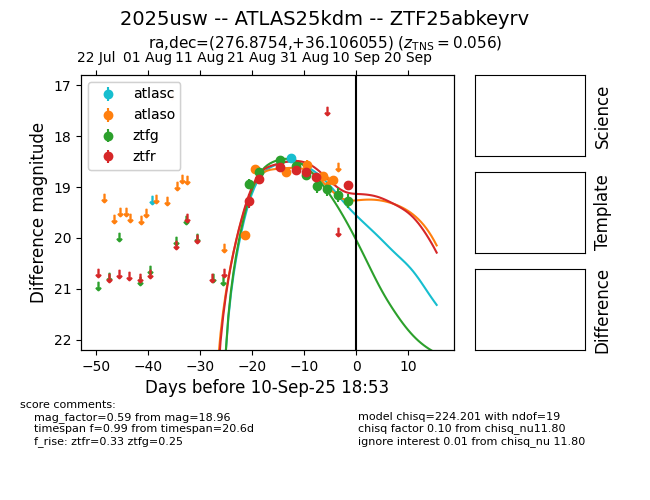 2025usw -- ATLAS25kdm -- ZTF25abkeyrv
ra,dec=(276.8754,+36.106055) (z_TNS = 0.056)
22 Jul 01 Aug 11 Aug 21 Aug 31 Aug 10 Sep 20 Sep
atlasc
atlaso
ztfg
ztfr
17
18
19
20
21
22
Difference magnitude
−50 −40 −30 −20 −10 0 10
Days before 10-Sep-25 18:53
Science
Template
Difference
score comments:
mag_factor=0.59 from mag=18.96
timespan f=0.99 from timespan=20.6d
f_rise: ztfr=0.33 ztfg=0.25
model chisq=224.201 with ndof=19
chisq factor 0.10 from chisq_nu11.80
ignore interest 0.01 from chisq_nu 11.80